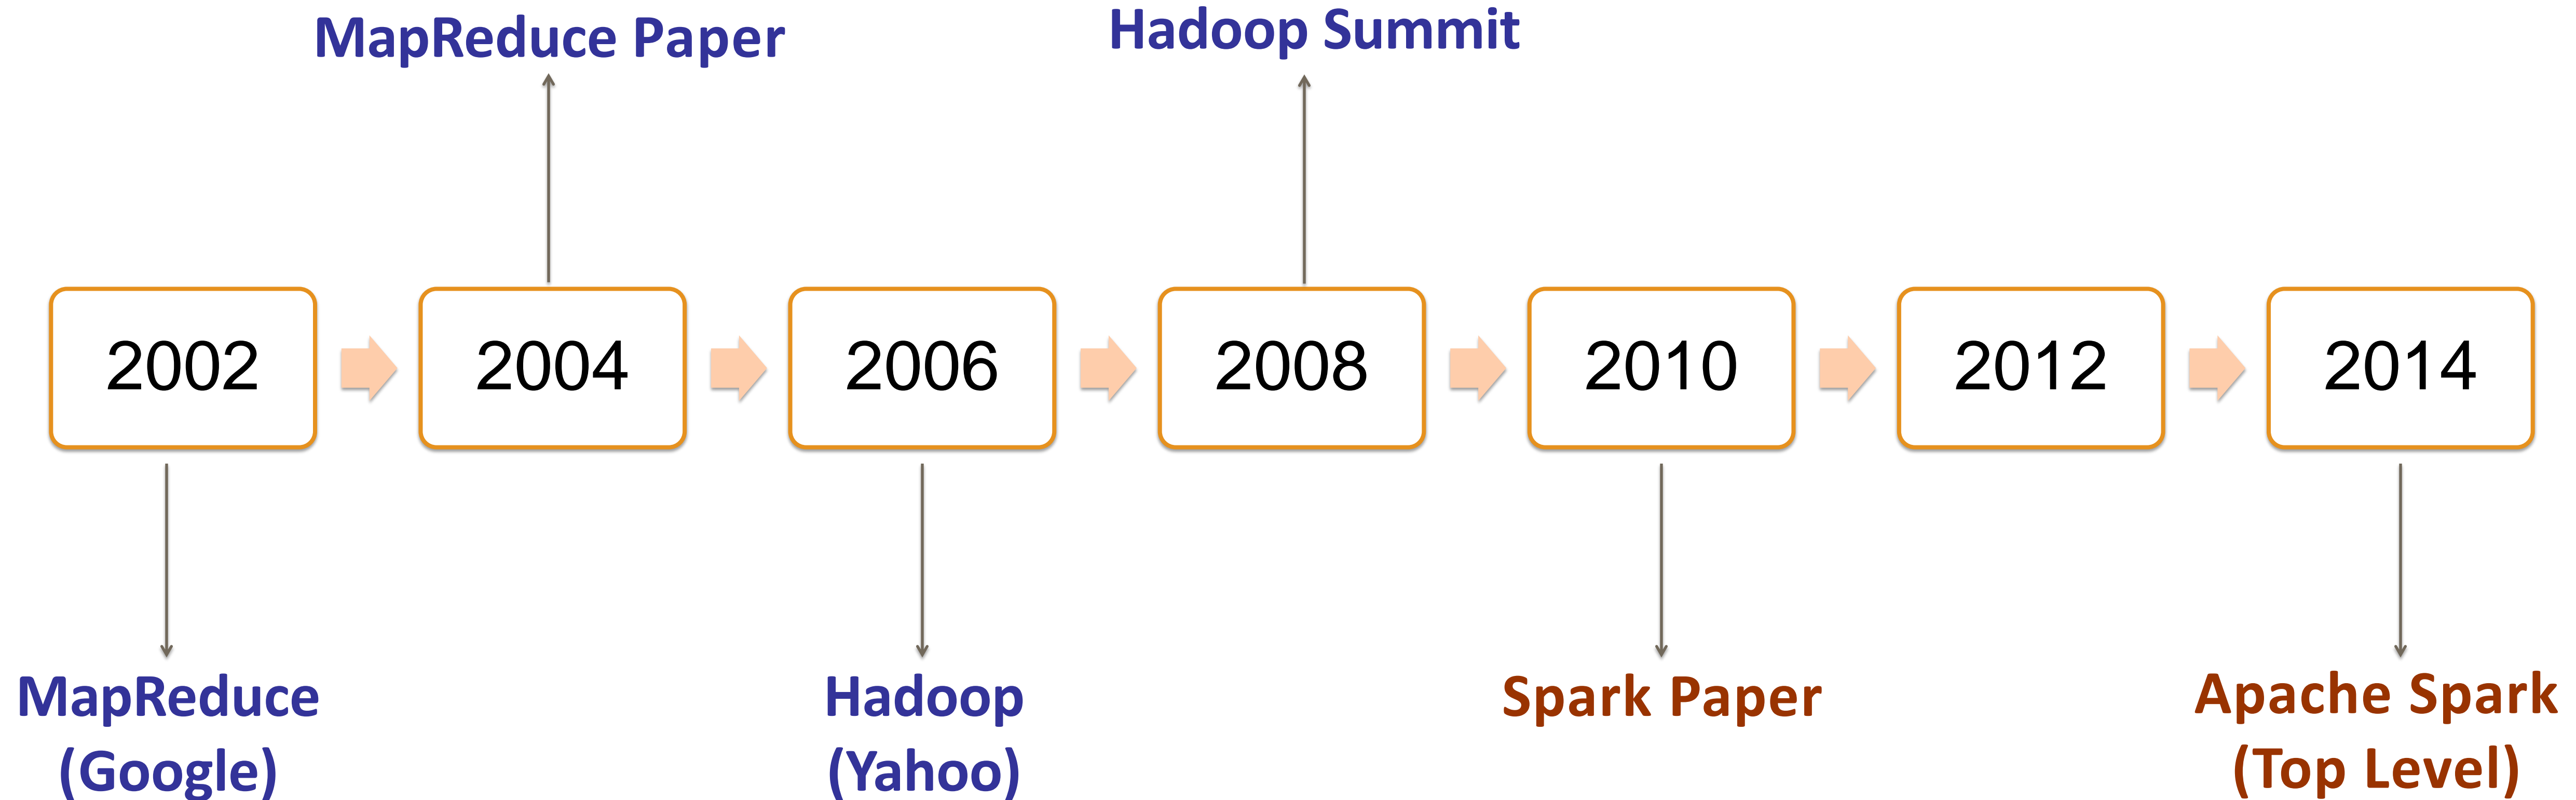 MapReduce Paper
Hadoop Summit
2002
2004
2006
2008
2010
2012
2014
MapReduce
(Google)
Hadoop
(Yahoo)
Spark Paper
Apache Spark
(Top Level)